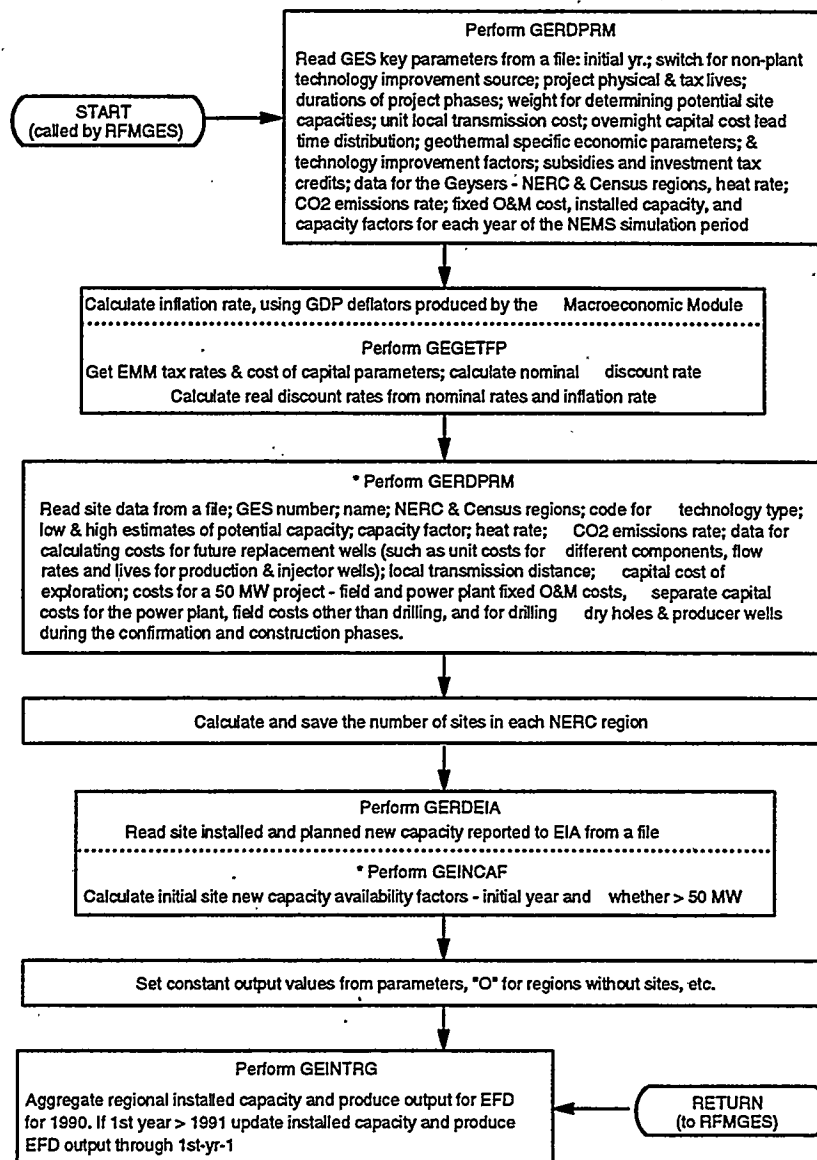 Perform GERDPRM
Read GES key parameters from a file: initial yr.; switch for non-plant
technology improvement source; project physical & tax lives;
durations of project phases; weight for determining potential site
capacities; unit local transmission cost; overnight capital cost lead
time distribution; geothermal specific economic parameters; &
technology improvement factors; subsidies and investment tax
credits; data for the Geysers - NERC & Census regions, heat rate;
CO2 emissions rate; fixed O&M cost, installed capacity, and
capacity factors for each year of the NEMS simulation period
START
(called by RFMGES)
Calculate inflation rate, using GDP deflators produced by the Macroeconomic Module
Perform GEGETFP
Get EMM tax rates & cost of capital parameters; calculate nominal discount rate
Calculate real discount rates from nominal rates and inflation rate
* Perform GERDPRM
Read site data from a file; GES number; name; NERC & Census regions; code for technology type;
low & high estimates of potential capacity; capacity factor; heat rate; CO2 emissions rate; data for
calculating costs for future replacement wells (such as unit costs for different components, flow
rates and lives for production & injector wells); local transmission distance; capital cost of
exploration; costs for a 50 MW project - field and power plant fixed O&M costs, separate capital
costs for the power plant, field costs other than drilling, and for drilling dry holes & producer wells
during the confirmation and construction phases.
Calculate and save the number of sites in each NERC region
Perform GERDEIA
Read site installed and planned new capacity reported to EIA from a file
* Perform GEINCAF
Calculate initial site new capacity availability factors - initial year and whether > 50 MW
Set constant output values from parameters, "O" for regions without sites, etc.
Perform GEINTRG
Aggregate regional installed capacity and produce output for EFD
for 1990. If 1st year > 1991 update installed capacity and produce
EFD output through 1st-yr-1
RETURN
(to RFMGES)